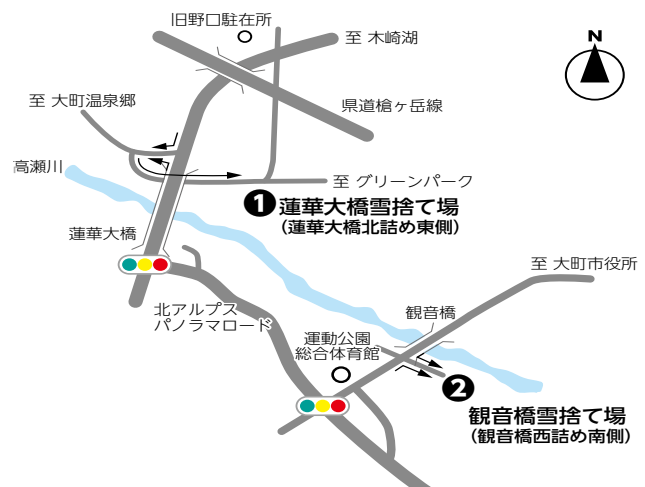 旧野口駐在所
至 木崎湖
N
至 大町温泉郷
県道槍ヶ岳線
高瀬川
至 グリーンパーク
1 蓮華大橋雪捨て場
(蓮華大橋北詰め東側)
蓮華大橋
至 大町市役所
北アルプス
パノラマロード
観音橋
運動公園
総合体育館
2
観音橋雪捨て場
(観音橋西詰め南側)